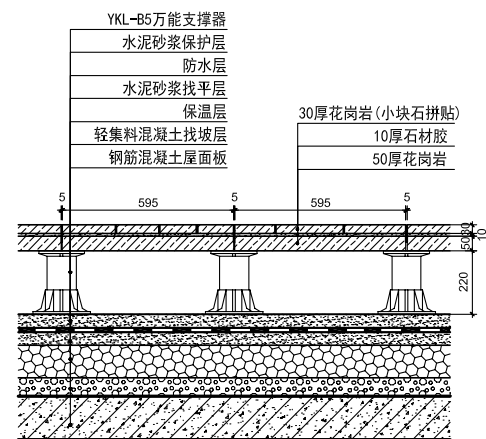 YKL-B5万能支撑器
水泥砂浆保护层
防水层
水泥砂浆找平层
保温层
轻集料混凝土找坡层
钢筋混凝土屋面板
30厚花岗岩(小块石拼贴)
10厚石材胶
50厚花岗岩
5
595
5
595
5
30
10
50
220